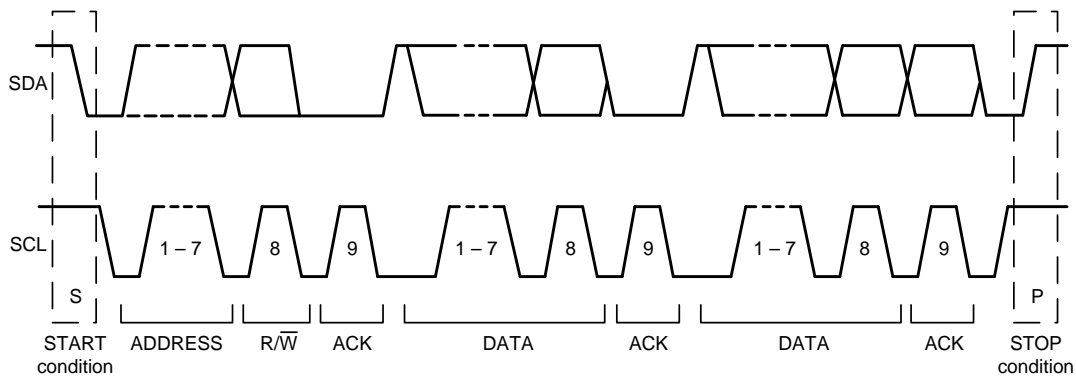 SDA
SCL
1 – 7 8 9 1 – 7 8 9 1 – 7 8 9
S P
START condition ADDRESS R/W̅ ACK DATA ACK DATA ACK STOP condition